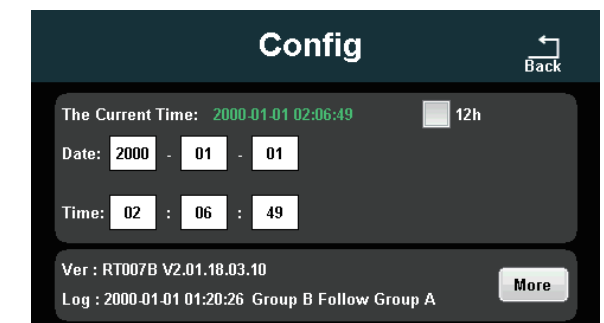 Config
Back
The Current Time: 2000-01-01 02:06:49 12h
Date: 2000 - 01 - 01
Time: 02 : 06 : 49
Ver : RT007B V2.01.18.03.10
More
Log : 2000-01-01 01:20:26 Group B Follow Group A